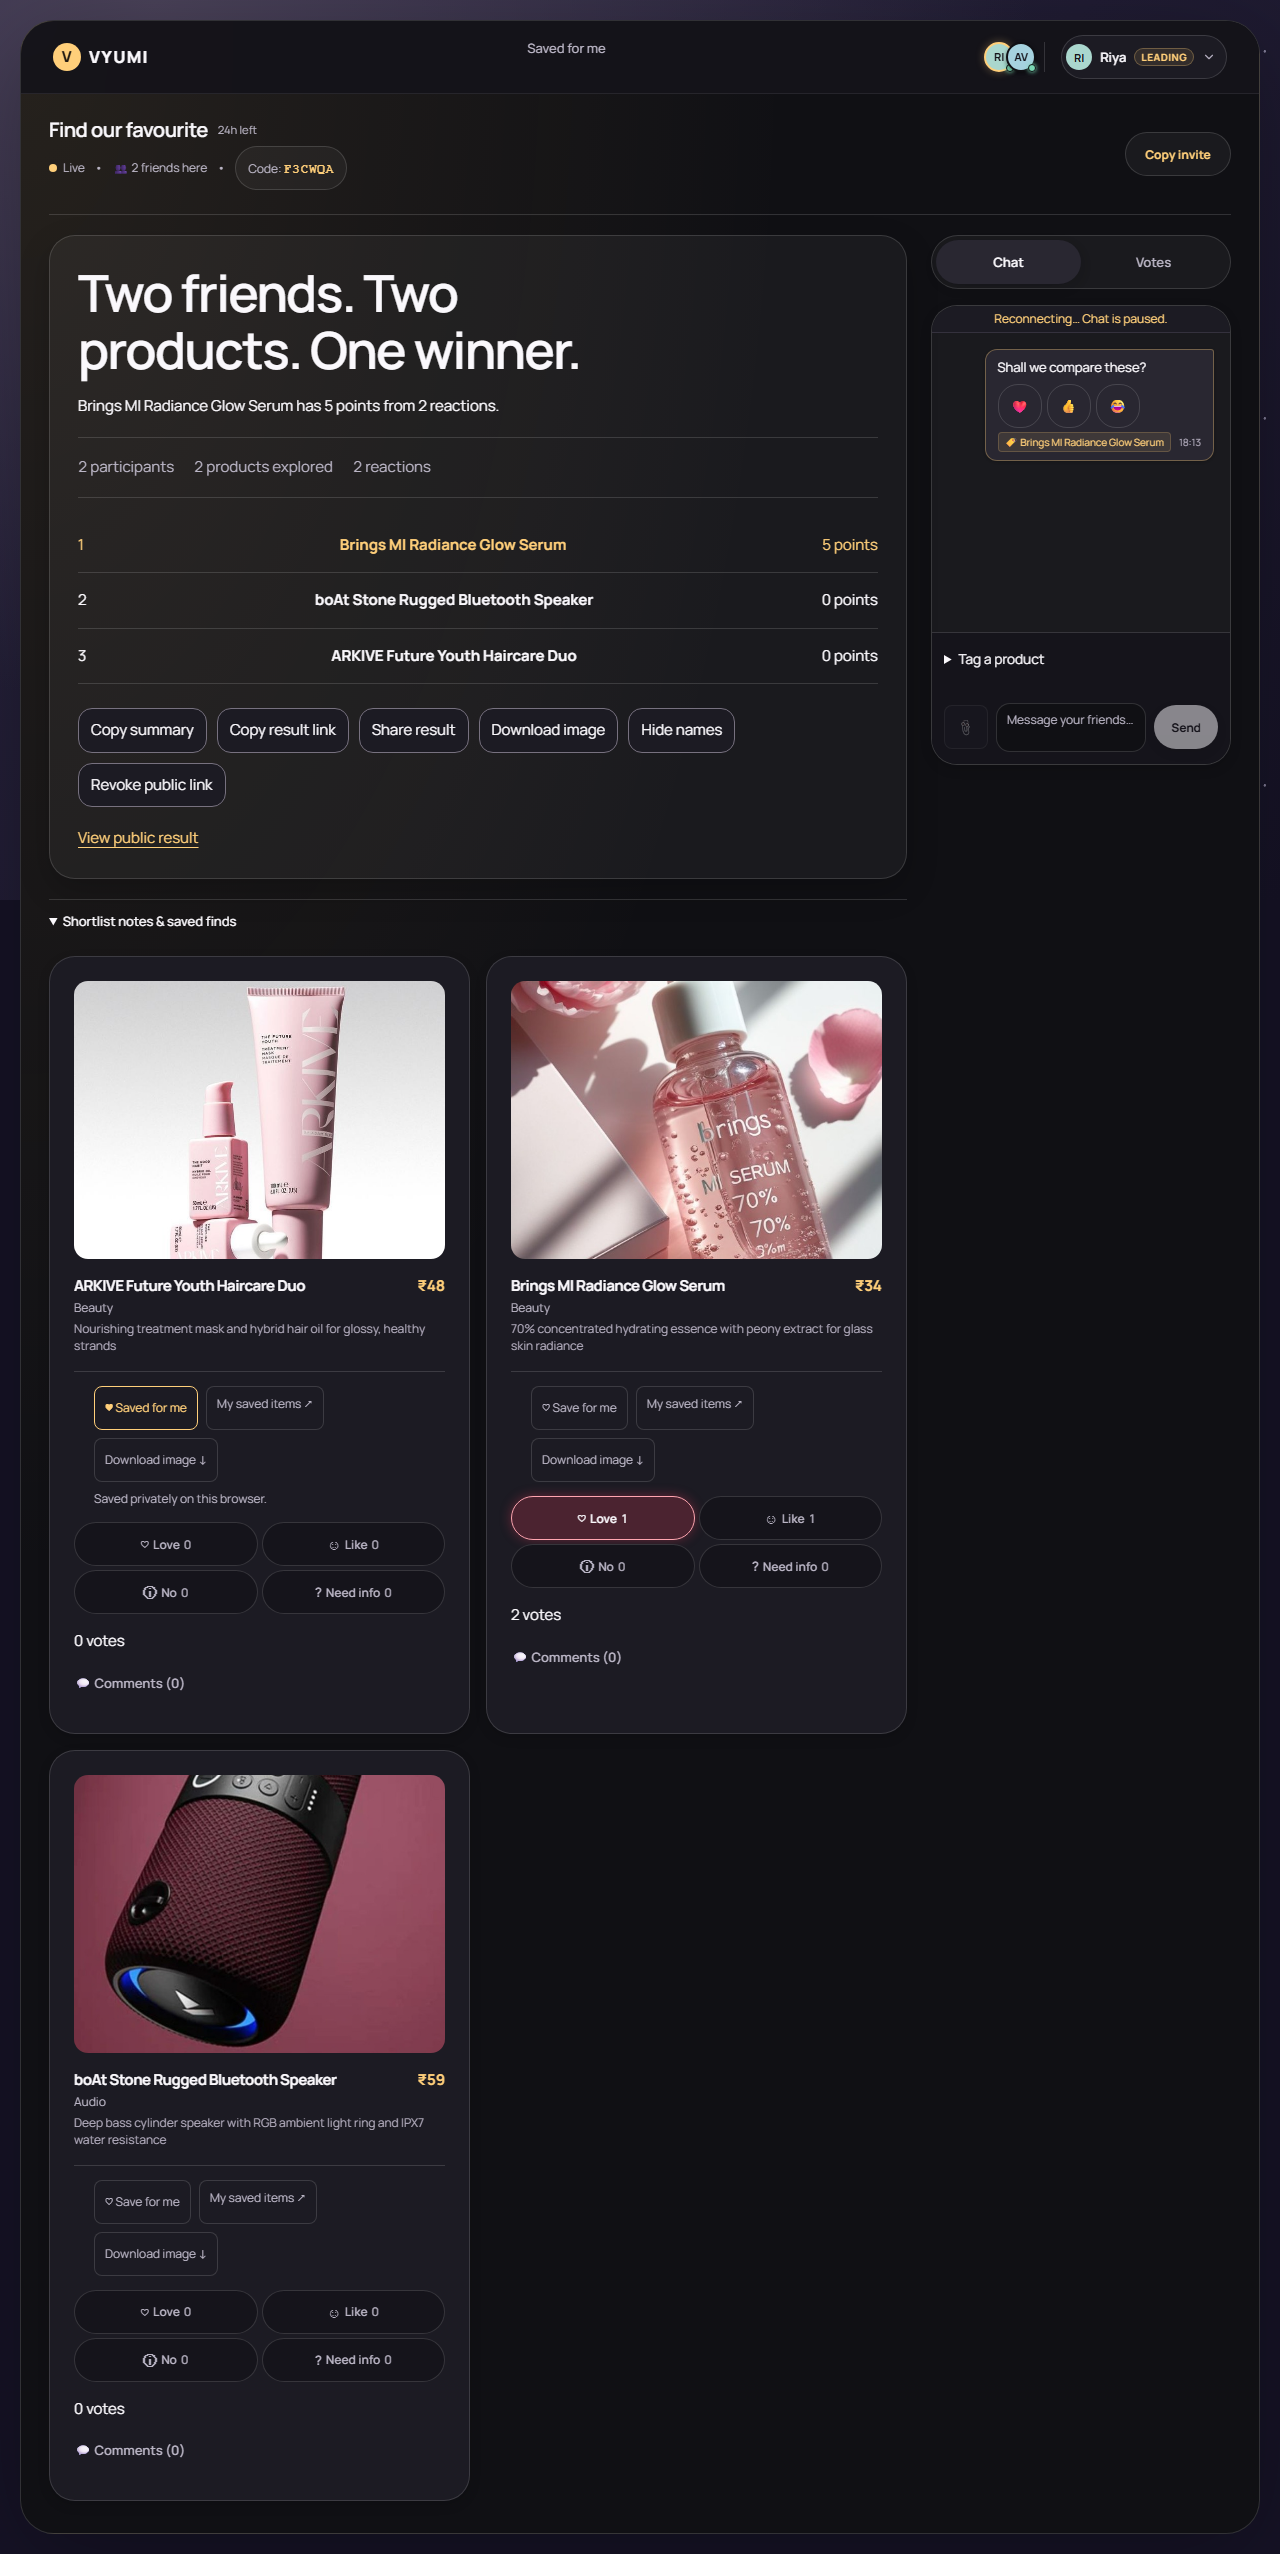 V VYUMI
Saved for me
RI AV
RI Riya LEADING
Find our favourite 24h left
Live • 2 friends here • Code: F3CWQA
Copy invite
Two friends. Two
products. One winner.
Brings MI Radiance Glow Serum has 5 points from 2 reactions.
2 participants 2 products explored 2 reactions
1 Brings MI Radiance Glow Serum 5 points
2 boAt Stone Rugged Bluetooth Speaker 0 points
3 ARKIVE Future Youth Haircare Duo 0 points
Copy summary Copy result link Share result Download image Hide names
Revoke public link
View public result
Chat Votes
Reconnecting... Chat is paused.
Shall we compare these?
Brings MI Radiance Glow Serum 18:13
Tag a product
Message your friends... Send
Shortlist notes & saved finds
THE FUTURE
YOUTH
TREATMENT
MASK
MASQUE DE
TRAITEMENT
ARKIVE
ARKIVE
ARKIVE
ARKIVE Future Youth Haircare Duo ₹48
Beauty
Nourishing treatment mask and hybrid hair oil for glossy, healthy
strands
♥ Saved for me My saved items ↗
Download image ↓
Saved privately on this browser.
♡ Love 0 ☺ Like 0
No 0 ? Need info 0
0 votes
Comments (0)
brings
MI SERUM
70%
70%
Brings MI Radiance Glow Serum ₹34
Beauty
70% concentrated hydrating essence with peony extract for glass
skin radiance
♡ Save for me My saved items ↗
Download image ↓
♡ Love 1 ☺ Like 1
No 0 ? Need info 0
2 votes
Comments (0)
boAt Stone Rugged Bluetooth Speaker ₹59
Audio
Deep bass cylinder speaker with RGB ambient light ring and IPX7
water resistance
♡ Save for me My saved items ↗
Download image ↓
♡ Love 0 ☺ Like 0
No 0 ? Need info 0
0 votes
Comments (0)